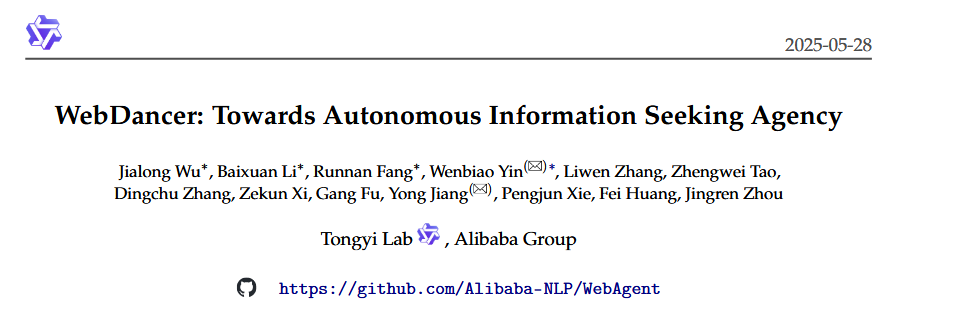 2025-05-28
WebDancer: Towards Autonomous Information Seeking Agency
Jialong Wu*, Baixuan Li*, Runnan Fang*, Wenbiao Yin(✉)*, Liwen Zhang, Zhengwei Tao,
Dingchu Zhang, Zekun Xi, Gang Fu, Yong Jiang(✉), Pengjun Xie, Fei Huang, Jingren Zhou
Tongyi Lab , Alibaba Group
https://github.com/Alibaba-NLP/WebAgent